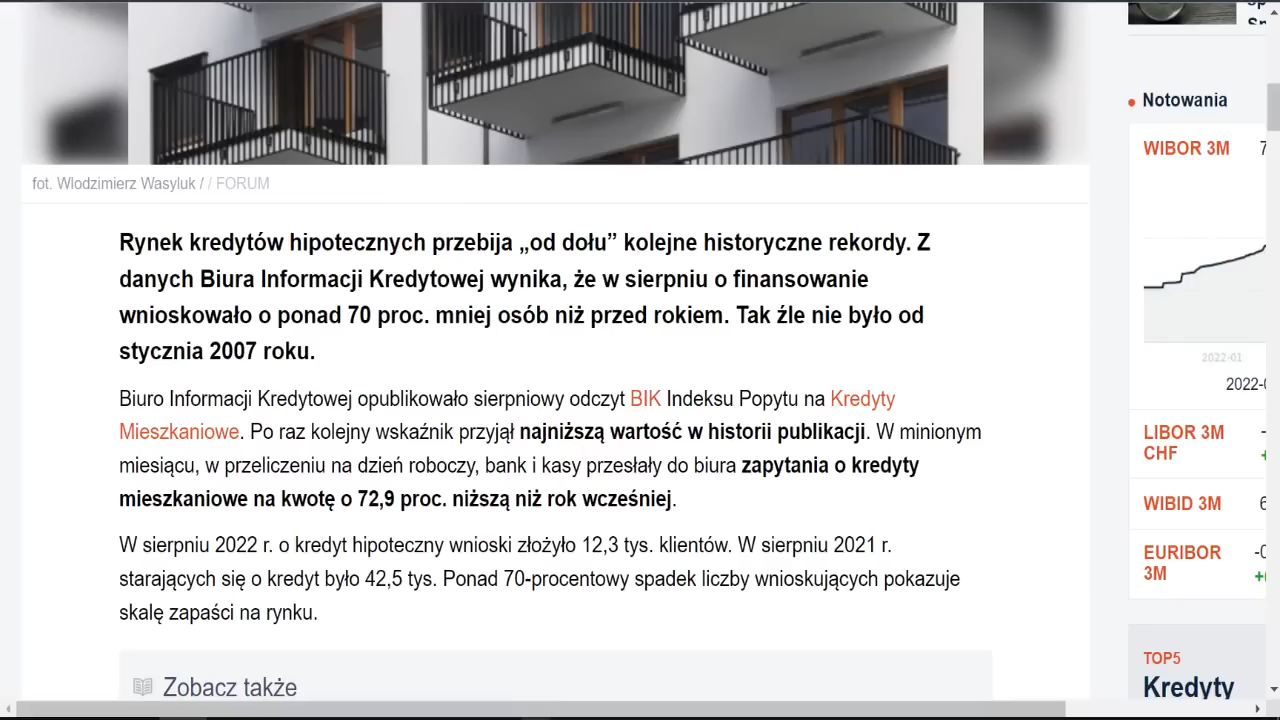 fot. Wlodzimierz Wasyluk / / FORUM
Rynek kredytów hipotecznych przebija „od dołu” kolejne historyczne rekordy. Z
danych Biura Informacji Kredytowej wynika, że w sierpniu o finansowanie
wnioskowało o ponad 70 proc. mniej osób niż przed rokiem. Tak źle nie było od
stycznia 2007 roku.
Biuro Informacji Kredytowej opublikowało sierpniowy odczyt BIK Indeksu Popytu na Kredyty
Mieszkaniowe. Po raz kolejny wskaźnik przyjął najniższą wartość w historii publikacji. W minionym
miesiącu, w przeliczeniu na dzień roboczy, bank i kasy przesłały do biura zapytania o kredyty
mieszkaniowe na kwotę o 72,9 proc. niższą niż rok wcześniej.
W sierpniu 2022 r. o kredyt hipoteczny wnioski złożyło 12,3 tys. klientów. W sierpniu 2021 r.
starających się o kredyt było 42,5 tys. Ponad 70-procentowy spadek liczby wnioskujących pokazuje
skalę zapaści na rynku.
Zobacz także
Notowania
WIBOR 3M 7
2022-01
2022-0
LIBOR 3M
CHF
WIBID 3M 6
EURIBOR -0
3M
TOP5
Kredyty